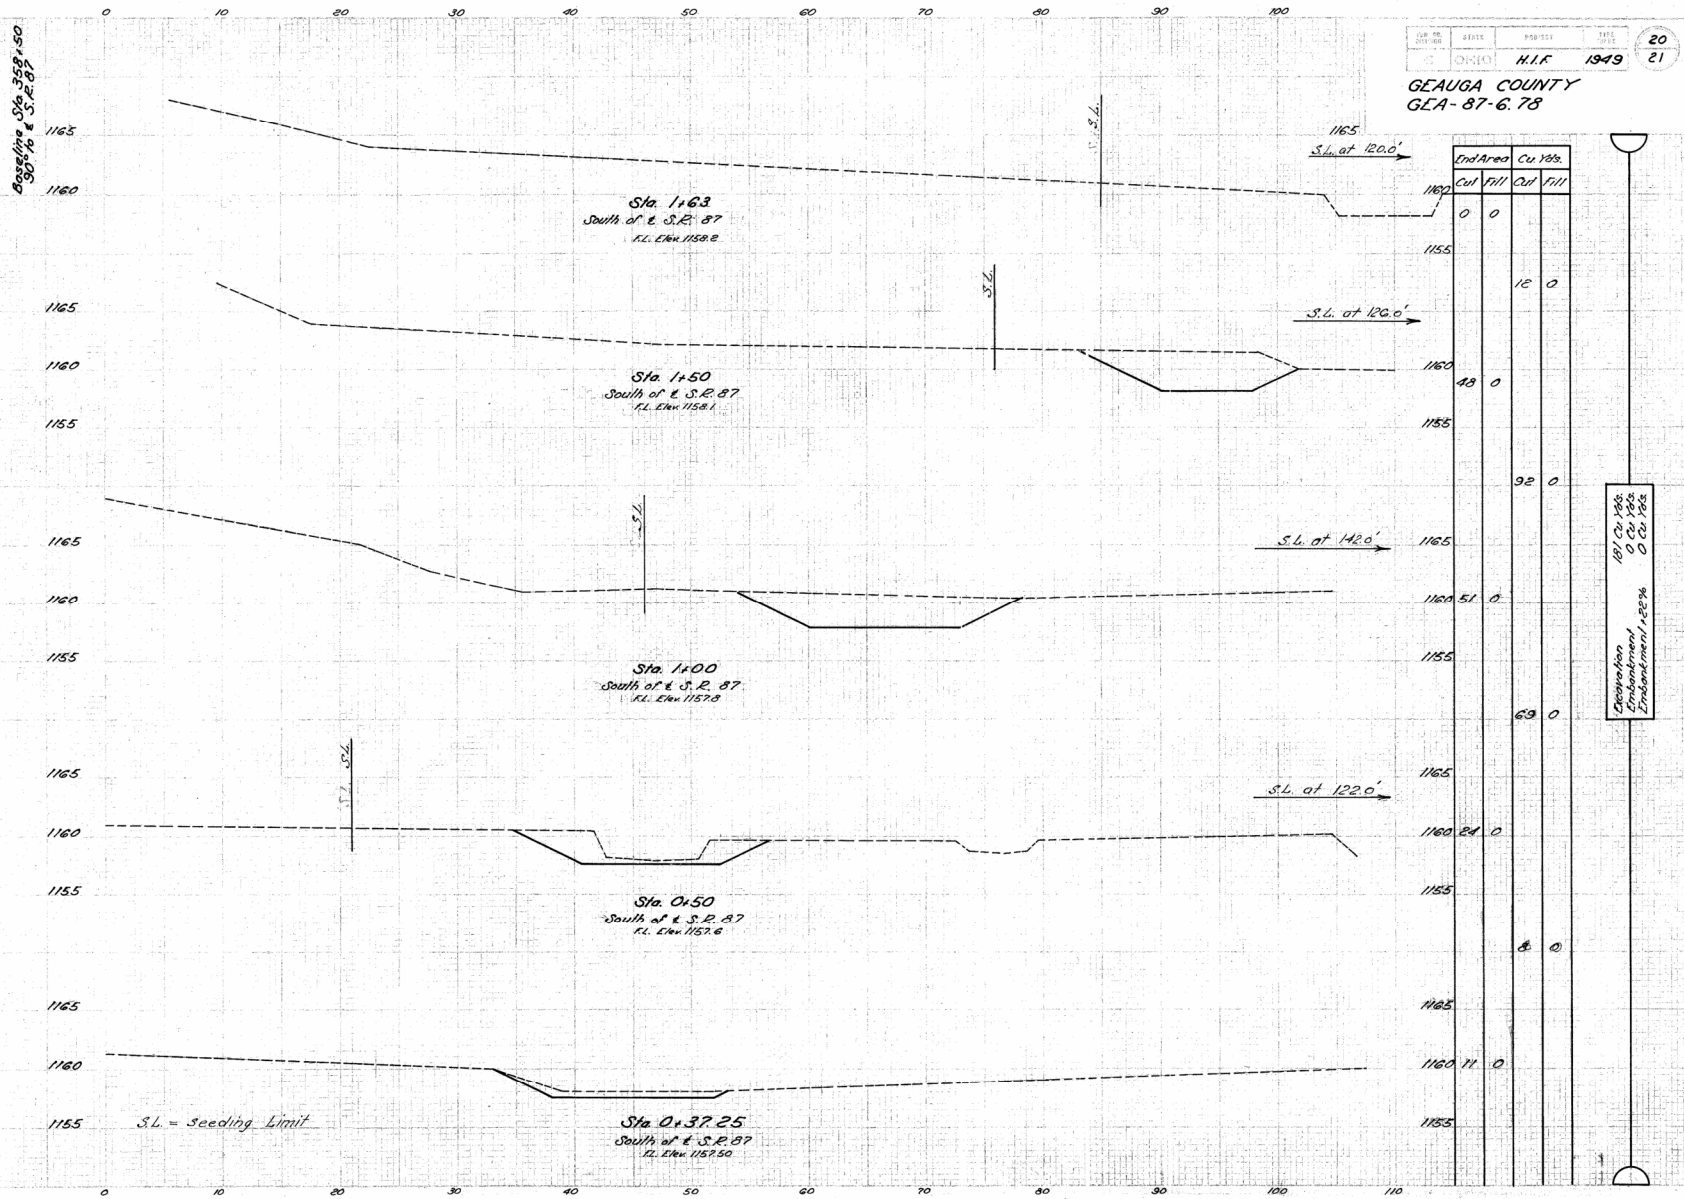 0 10 20 30 40 50 60 70 80 90 100
Baseline Sta. 358+50
90° to ℄ S.R. 87
STATE PROJECT
OHIO H.I.F. 1949
20
21
GEAUGA COUNTY
GEA-87-6.78
End Area Cu. Yds.
Cut Fill Cut Fill
1165 S.L. 1165
S.L. at 120.0'
1160 1160
0 0
Sta. 1+63
South of ℄ S.R. 87
F.L. Elev. 1158.2
1155
12 0
1165 S.L. S.L. at 126.0'
1160 1160
48 0
Sta. 1+50
South of ℄ S.R. 87
F.L. Elev. 1158.1
1155 1155
92 0
1165 S.L. S.L. at 142.0' 1165
1160 1160 51 0
1155 1155
Sta. 1+00
South of ℄ S.R. 87
F.L. Elev. 1157.8
69 0
Excavation 181 Cu. Yds.
Embankment 0 Cu. Yds.
Embankment +22% 0 Cu. Yds.
1165 S.L. S.L. 1165
S.L. at 122.0'
1160 1160 24 0
1155 1155
Sta. 0+50
South of ℄ S.R. 87
F.L. Elev. 1157.6
8 0
1165 1165
1160 1160 11 0
1155 1155
S.L. = Seeding Limit
Sta. 0+37.25
South of ℄ S.R. 87
F.L. Elev. 1157.50
0 10 20 30 40 50 60 70 80 90 100 110